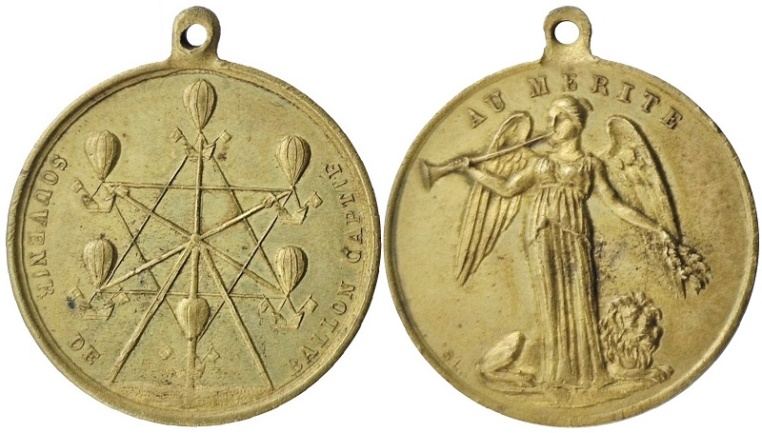 SOUVENIR DE BALLON CAPTIF
AU MERITE